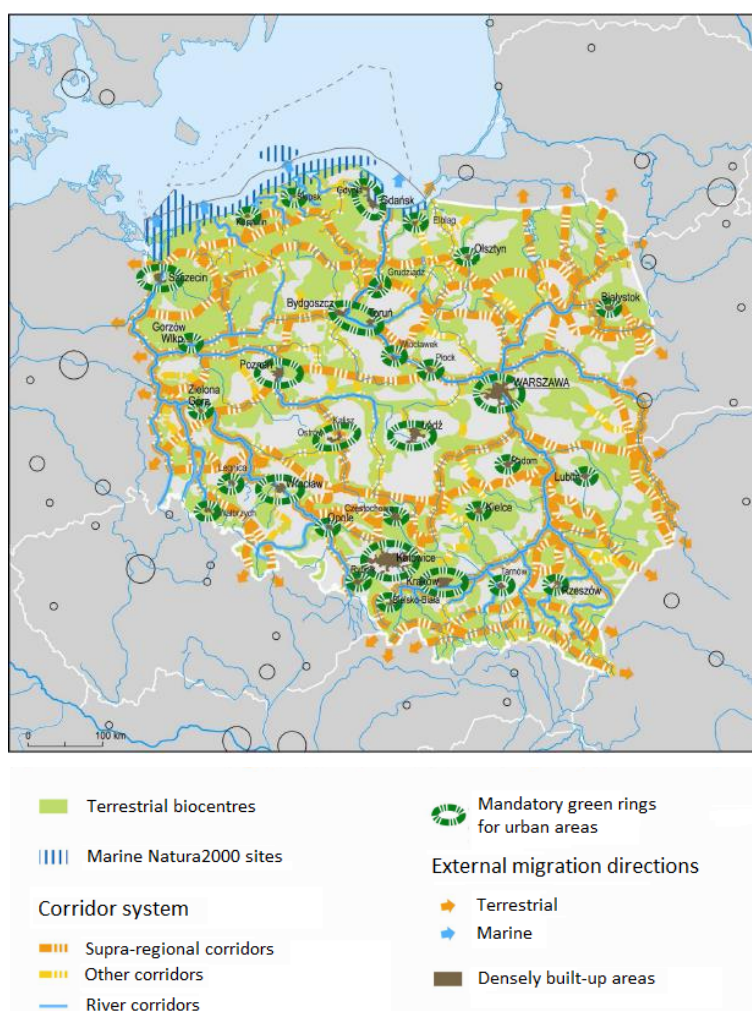 Słupsk
Gdynia
Gdańsk
Elbląg
Olsztyn
Szczecin
Grudziądz
Białystok
Bydgoszcz
Toruń
Gorzów
Wlkp.
Włocławek
Płock
Poznań
WARSZAWA
Zielona
Góra
Kalisz
Ostrów
Łódź
Radom
Legnica
Wrocław
Lublin
Częstochowa
Kielce
Opole
Katowice
Kraków
Tarnów
Rzeszów
Bielsko-Biała
0 100 km
Terrestrial biocentres
Marine Natura2000 sites
Corridor system
Supra-regional corridors
Other corridors
River corridors
Mandatory green rings
for urban areas
External migration directions
Terrestrial
Marine
Densely built-up areas